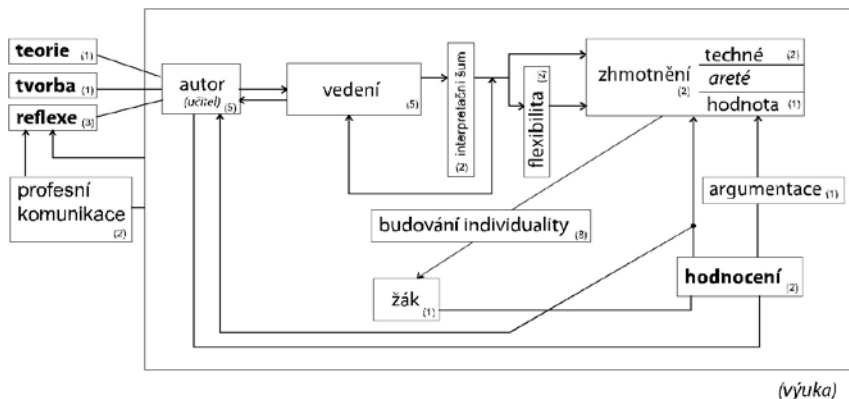 teorie (1)
tvorba (1)
reflexe (3)
profesní
komunikace
(2)
autor
(učitel) (5)
vedení
(5)
(2) interpretační šum
flexibilita (2)
zhmotnění
(2)
techné (2)
areté
hodnota (1)
argumentace (1)
budování individuality (8)
žák
(1)
hodnocení
(2)
(výuka)